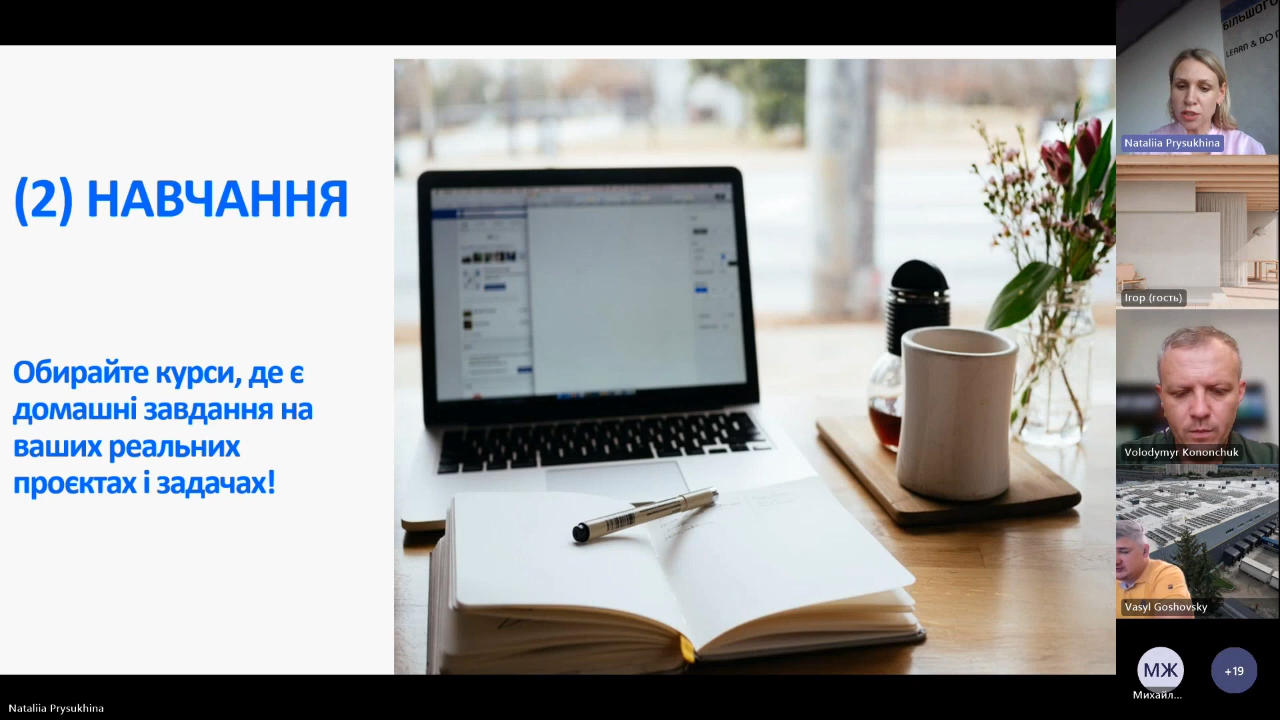 (2) НАВЧАННЯ
Обирайте курси, де є
домашні завдання на
ваших реальних
проєктах і задачах!
БІЛЬШОГО
LEARN & DO
Nataliia Prysukhina
Ігор (гость)
Volodymyr Kononchuk
Vasyl Goshovsky
МЖ
+19
Михайл...
Nataliia Prysukhina